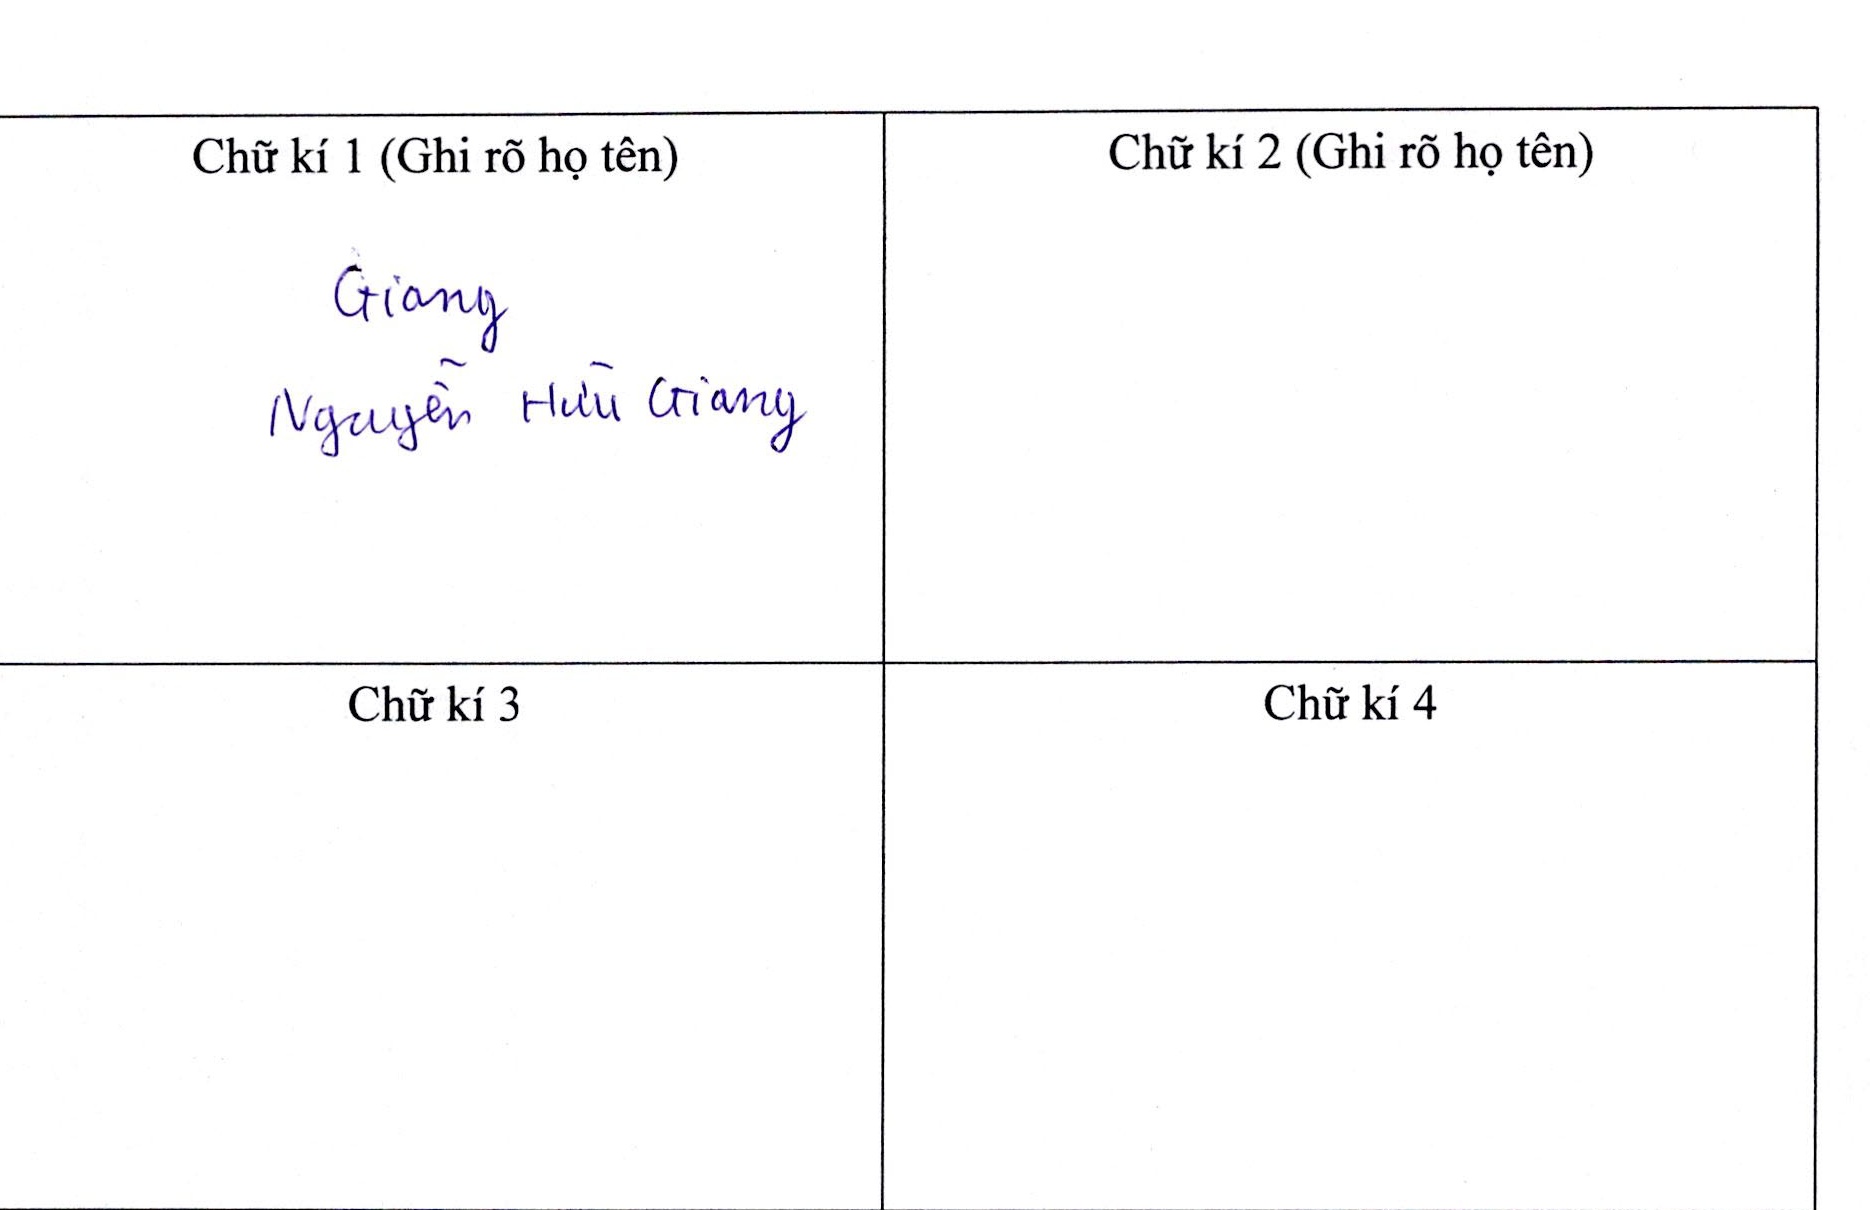 Chữ kí 1 (Ghi rõ họ tên)
Giang
Nguyễn Hữu Giang
Chữ kí 2 (Ghi rõ họ tên)
Chữ kí 3
Chữ kí 4